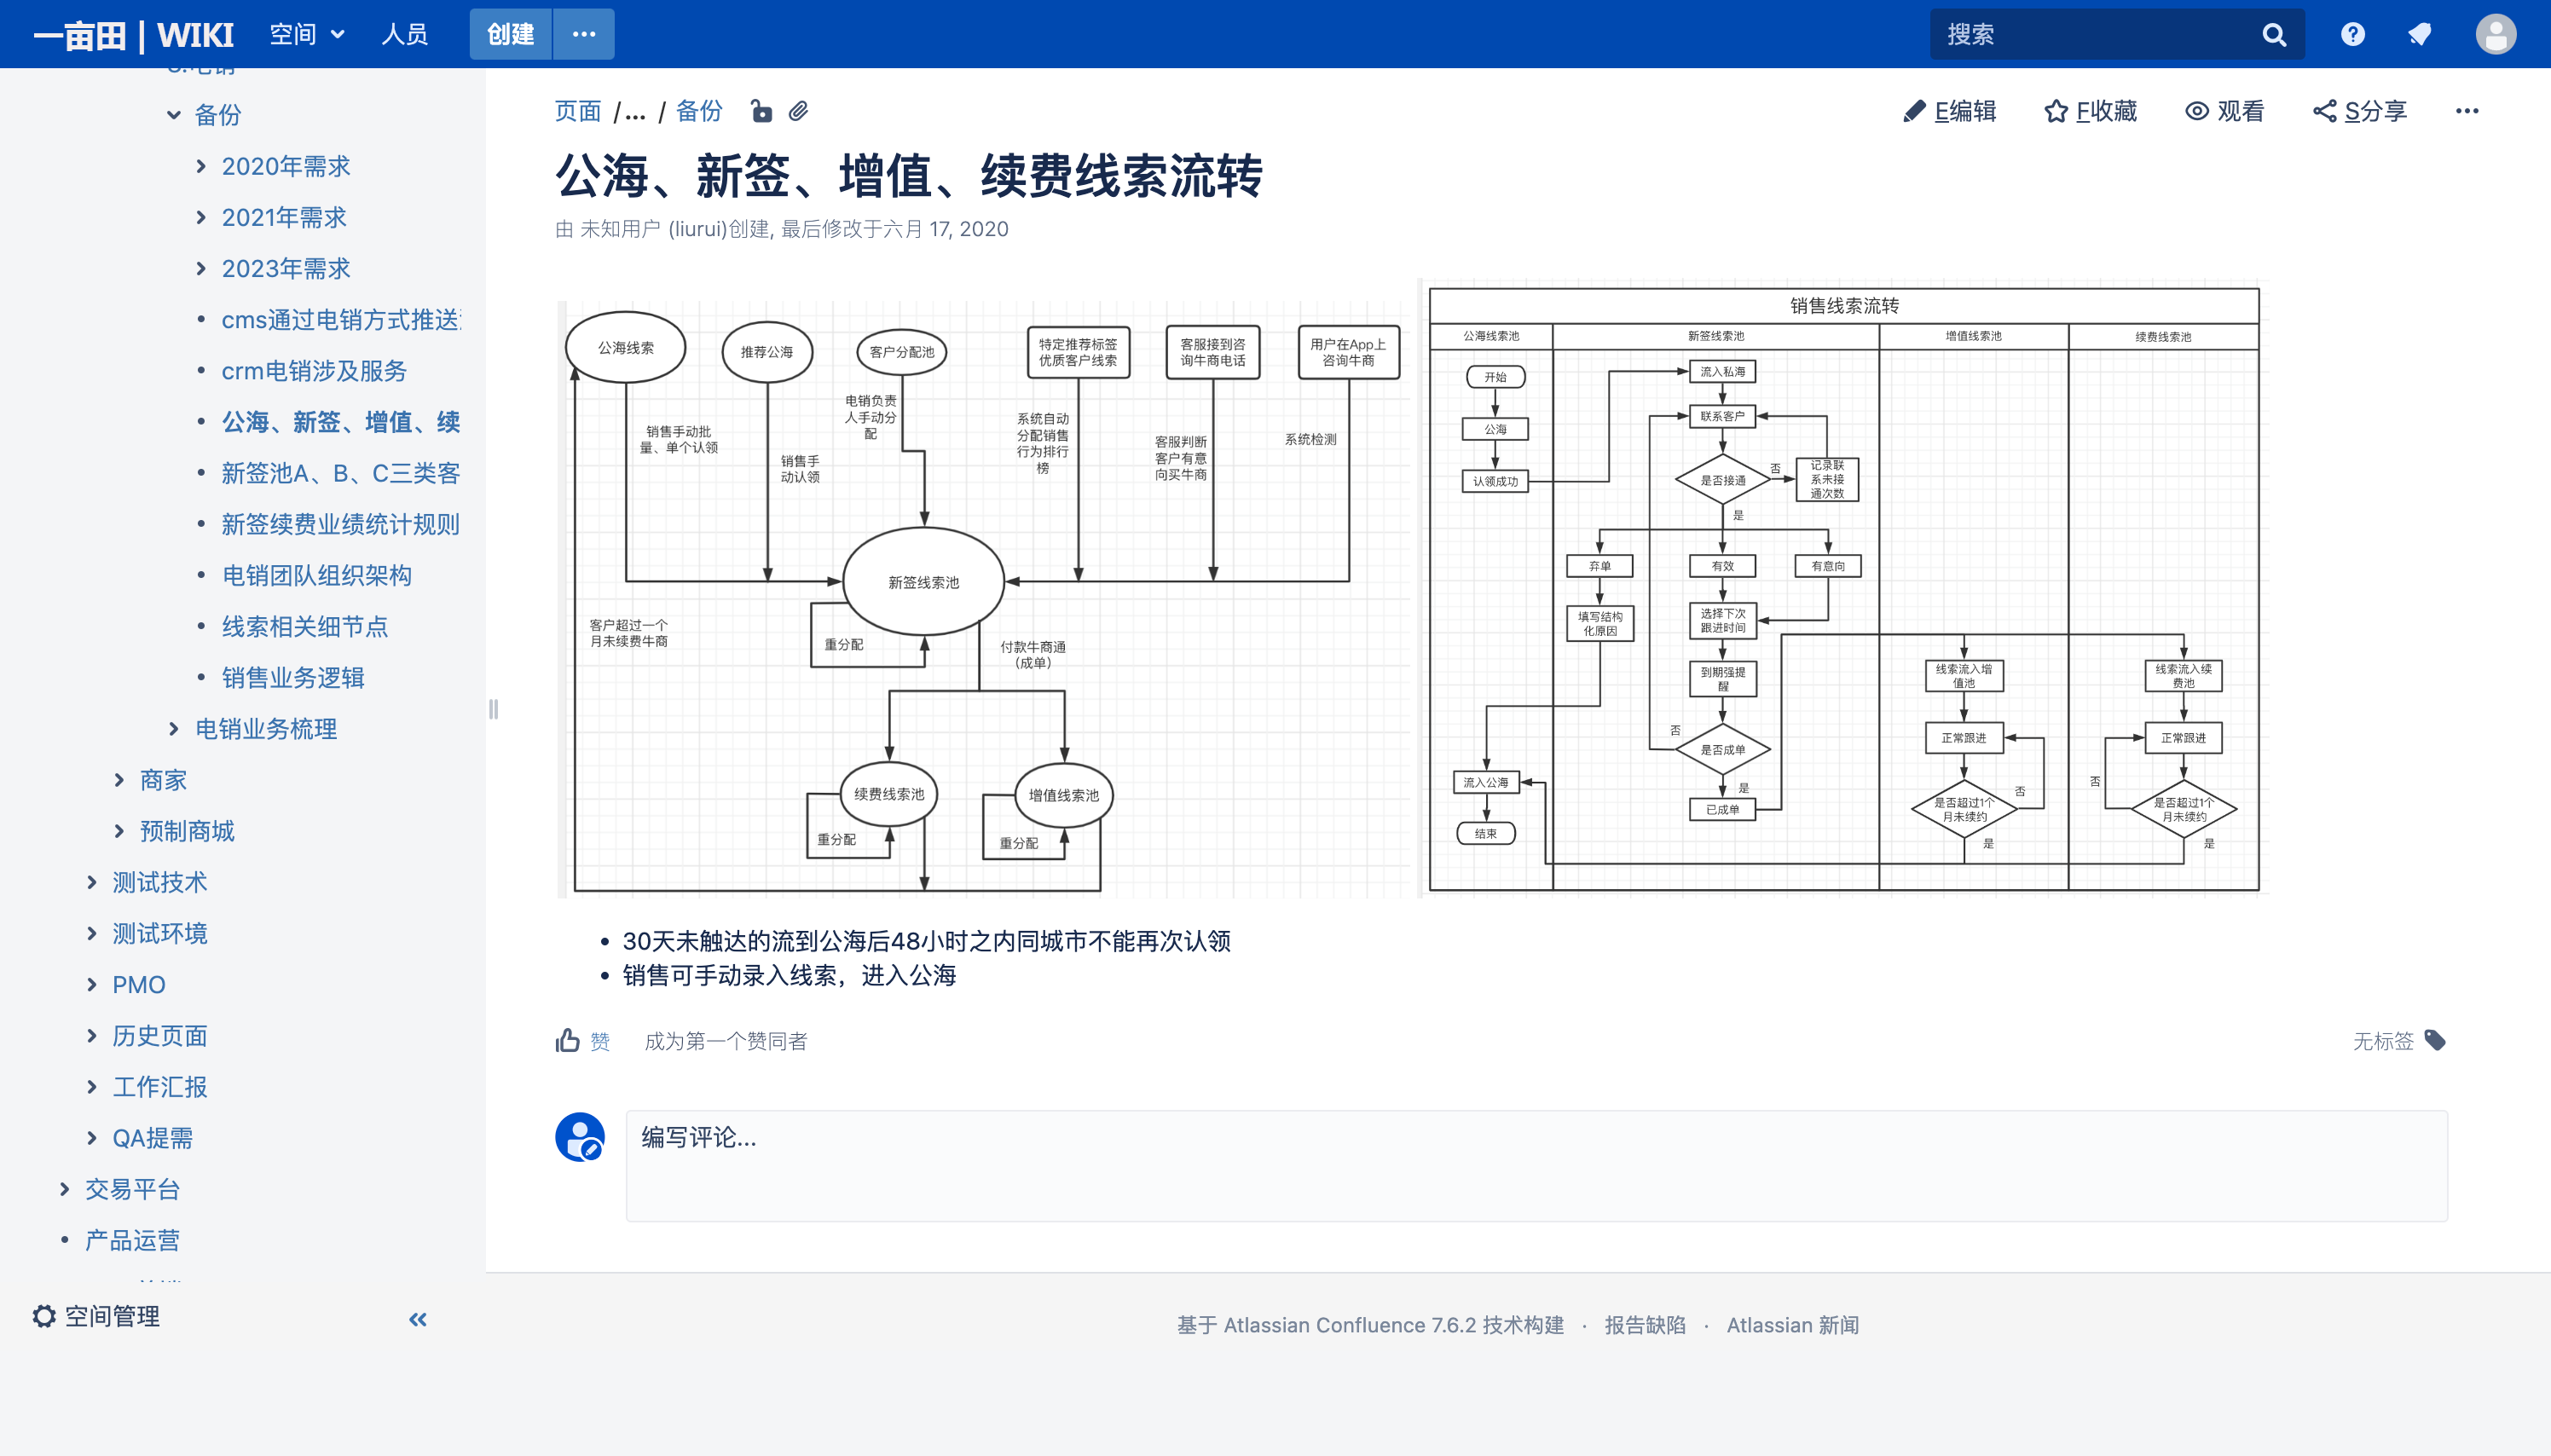 一亩田 | WIKI
空间
人员
创建
搜索
备份
2020年需求
2021年需求
2023年需求
cms通过电销方式推送
crm电销涉及服务
公海、新签、增值、续
新签池A、B、C三类客
新签续费业绩统计规则
电销团队组织架构
线索相关细节点
销售业务逻辑
电销业务梳理
商家
预制商城
测试技术
测试环境
PMO
历史页面
工作汇报
QA提需
交易平台
产品运营
空间管理
页面 /... / 备份
E编辑
F收藏
观看
S分享
公海、新签、增值、续费线索流转
由 未知用户 (liurui)创建, 最后修改于六月 17, 2020
公海线索
推荐公海
客户分配池
特定推荐标签
优质客户线索
客服接到咨
询牛商电话
用户在App上
咨询牛商
销售手动批
量、单个认领
销售手
动认领
电销负责
人手动分
配
系统自动
分配销售
行为排行
榜
客服判断
客户有意
向买牛商
系统检测
新签线索池
重分配
客户超过一个
月未续费牛商
付款牛商通
（成单）
续费线索池
增值线索池
重分配
重分配
销售线索流转
公海线索池
新签线索池
增值线索池
续费线索池
开始
公海
认领成功
流入私海
联系客户
是否接通
否
记录联
系未接
通次数
是
弃单
有效
有意向
填写结构
化原因
选择下次
跟进时间
到期强提
醒
否
是否成单
是
已成单
流入公海
结束
线索流入增
值池
正常跟进
是否超过1个
月未续约
否
是
线索流入续
费池
正常跟进
否
是否超过1个
月未续约
是
30天未触达的流到公海后48小时之内同城市不能再次认领
销售可手动录入线索，进入公海
赞
成为第一个赞同者
无标签
编写评论...
基于 Atlassian Confluence 7.6.2 技术构建 · 报告缺陷 · Atlassian 新闻